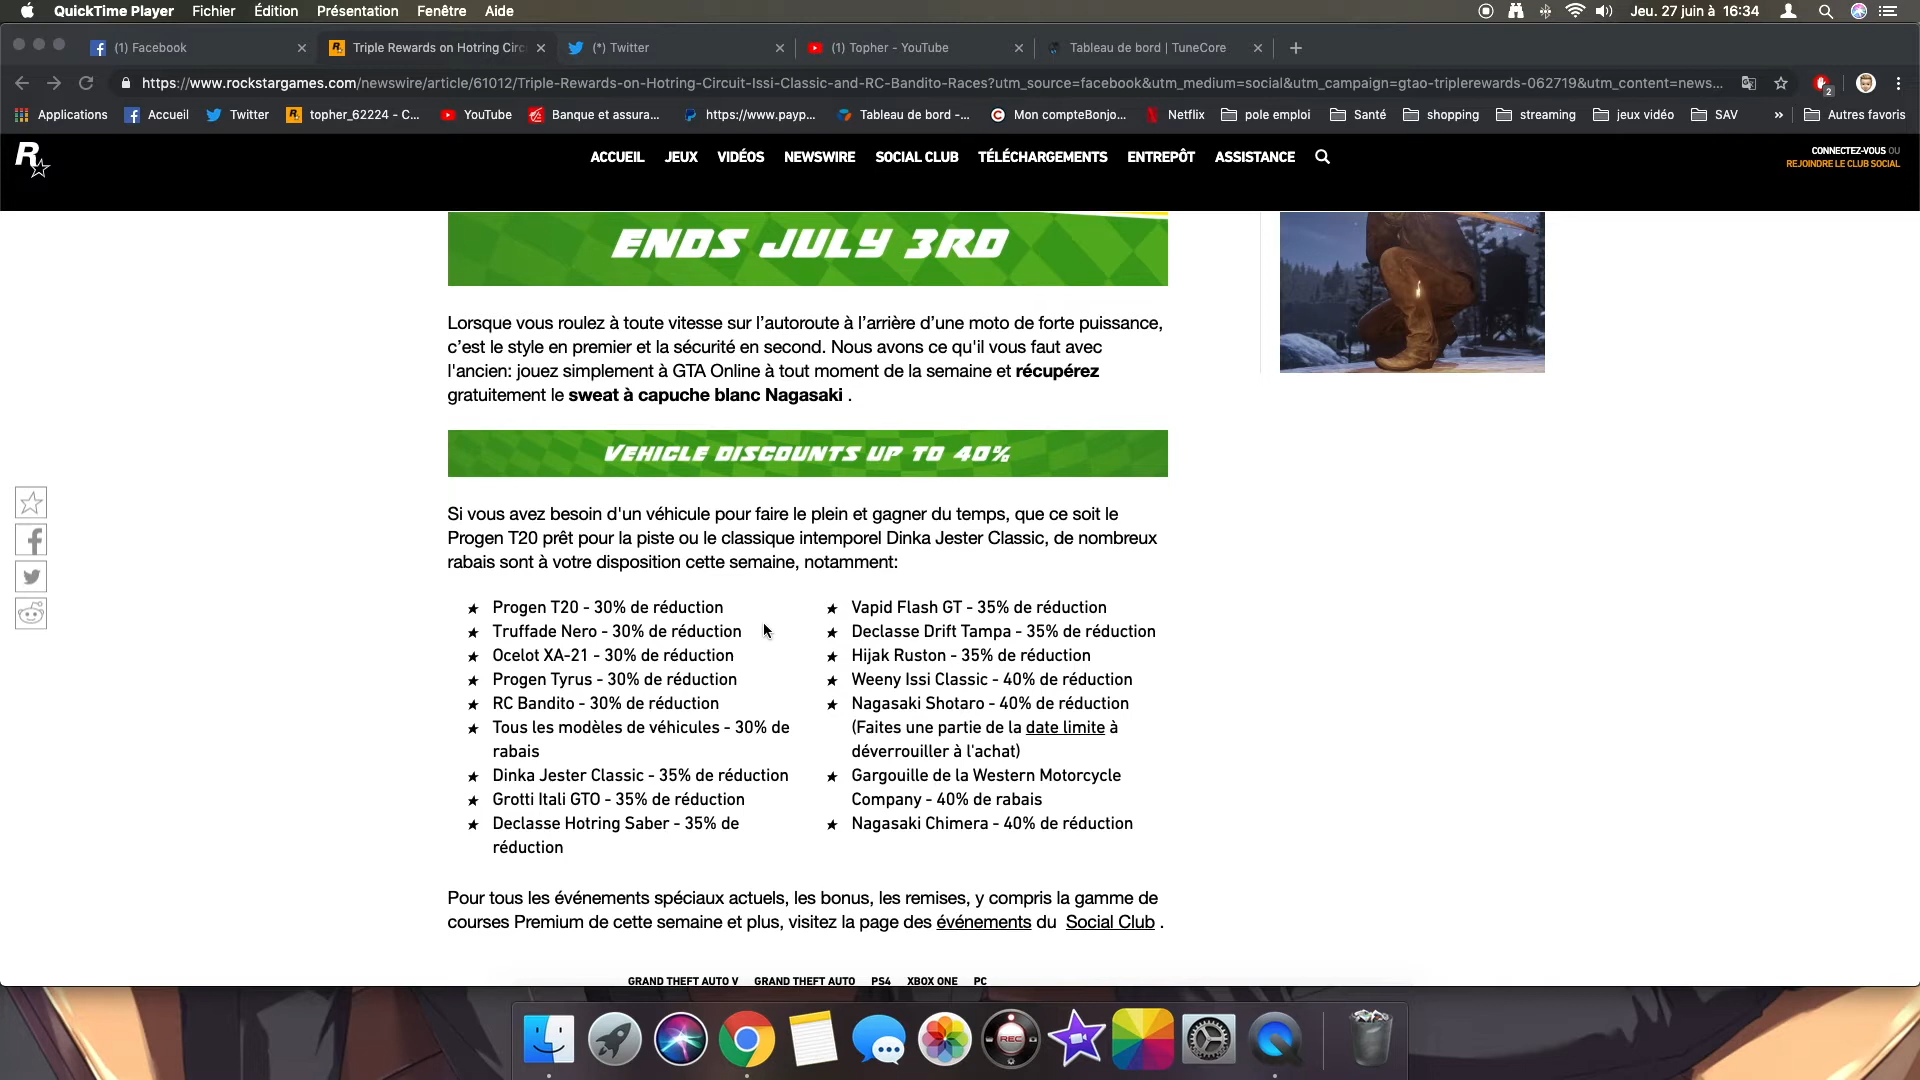 QuickTime Player Fichier Édition Présentation Fenêtre Aide Jeu. 27 juin à 16:34
(1) Facebook Triple Rewards on Hotring Circ (*) Twitter (1) Topher - YouTube Tableau de bord | TuneCore
https://www.rockstargames.com/newswire/article/61012/Triple-Rewards-on-Hotring-Circuit-Issi-Classic-and-RC-Bandito-Races?utm_source=facebook&utm_medium=social&utm_campaign=gtao-triplerewards-062719&utm_content=news... 2
Applications Accueil Twitter topher_62224 - C... YouTube Banque et assura... https://www.payp... Tableau de bord -... Mon compteBonjo... Netflix pole emploi Santé shopping streaming jeux vidéo SAV » Autres favoris
R
ACCUEIL JEUX VIDÉOS NEWSWIRE SOCIAL CLUB TÉLÉCHARGEMENTS ENTREPÔT ASSISTANCE
CONNECTEZ-VOUS OU
REJOINDRE LE CLUB SOCIAL
ENDS JULY 3RD
Lorsque vous roulez à toute vitesse sur l'autoroute à l'arrière d'une moto de forte puissance,
c'est le style en premier et la sécurité en second. Nous avons ce qu'il vous faut avec
l'ancien: jouez simplement à GTA Online à tout moment de la semaine et récupérez
gratuitement le sweat à capuche blanc Nagasaki .
VEHICLE DISCOUNTS UP TO 40%
Si vous avez besoin d'un véhicule pour faire le plein et gagner du temps, que ce soit le
Progen T20 prêt pour la piste ou le classique intemporel Dinka Jester Classic, de nombreux
rabais sont à votre disposition cette semaine, notamment:
Progen T20 - 30% de réduction
Truffade Nero - 30% de réduction
Ocelot XA-21 - 30% de réduction
Progen Tyrus - 30% de réduction
RC Bandito - 30% de réduction
Tous les modèles de véhicules - 30% de
rabais
Dinka Jester Classic - 35% de réduction
Grotti Itali GTO - 35% de réduction
Declasse Hotring Saber - 35% de
réduction
Vapid Flash GT - 35% de réduction
Declasse Drift Tampa - 35% de réduction
Hijak Ruston - 35% de réduction
Weeny Issi Classic - 40% de réduction
Nagasaki Shotaro - 40% de réduction
(Faites une partie de la date limite à
déverrouiller à l'achat)
Gargouille de la Western Motorcycle
Company - 40% de rabais
Nagasaki Chimera - 40% de réduction
Pour tous les événements spéciaux actuels, les bonus, les remises, y compris la gamme de
courses Premium de cette semaine et plus, visitez la page des événements du Social Club .
GRAND THEFT AUTO V GRAND THEFT AUTO PS4 XBOX ONE PC
REC